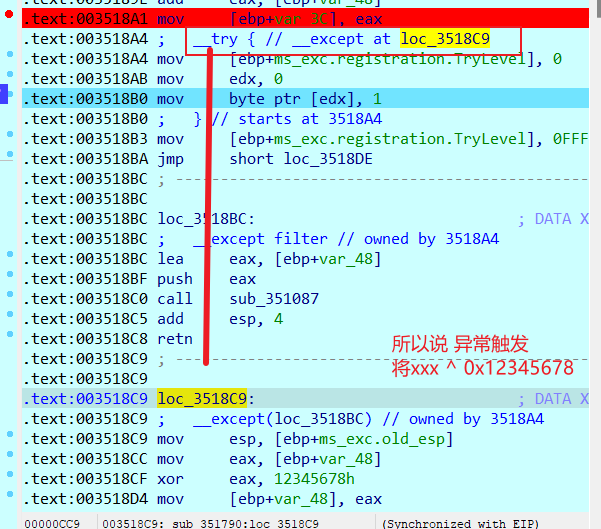 .text:0035189E add     eax, [ebp+var_48]
.text:003518A1 mov     [ebp+var_3C], eax
.text:003518A4 ;   __try { // __except at loc_3518C9
.text:003518A4 mov     [ebp+ms_exc.registration.TryLevel], 0
.text:003518AB mov     edx, 0
.text:003518B0 mov     byte ptr [edx], 1
.text:003518B0 ;   } // starts at 3518A4
.text:003518B3 mov     [ebp+ms_exc.registration.TryLevel], 0FFF
.text:003518BA jmp     short loc_3518DE
.text:003518BC ; ---------------------------------------------
.text:003518BC
.text:003518BC loc_3518BC:                             ; DATA X
.text:003518BC ;   __except filter // owned by 3518A4
.text:003518BC lea     eax, [ebp+var_48]
.text:003518BF push    eax
.text:003518C0 call    sub_351087
.text:003518C5 add     esp, 4
.text:003518C8 retn
.text:003518C9 ; ---------------------------------------------
所以说 异常触发
将xxx ^ 0x12345678
.text:003518C9
.text:003518C9 loc_3518C9:                             ; DATA X
.text:003518C9 ;   __except(loc_3518BC) // owned by 3518A4
.text:003518C9 mov     esp, [ebp+ms_exc.old_esp]
.text:003518CC mov     eax, [ebp+var_48]
.text:003518CF xor     eax, 12345678h
.text:003518D4 mov     [ebp+var_48], eax
00000CC9 003518C9: sub_351790:loc_3518C9 (Synchronized with EIP)